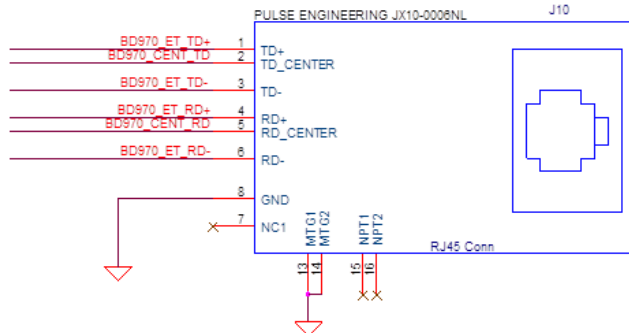 PULSE ENGINEERING JX10-0006NL J10
BD970_ET_TD+ 1 TD+
BD970_CENT_TD 2 TD_CENTER
BD970_ET_TD- 3 TD-
BD970_ET_RD+ 4 RD+
BD970_CENT_RD 5 RD_CENTER
BD970_ET_RD- 6 RD-
8 GND
7 NC1
MTG1 MTG2 NPT1 NPT2
RJ45 Conn
13 14 15 16